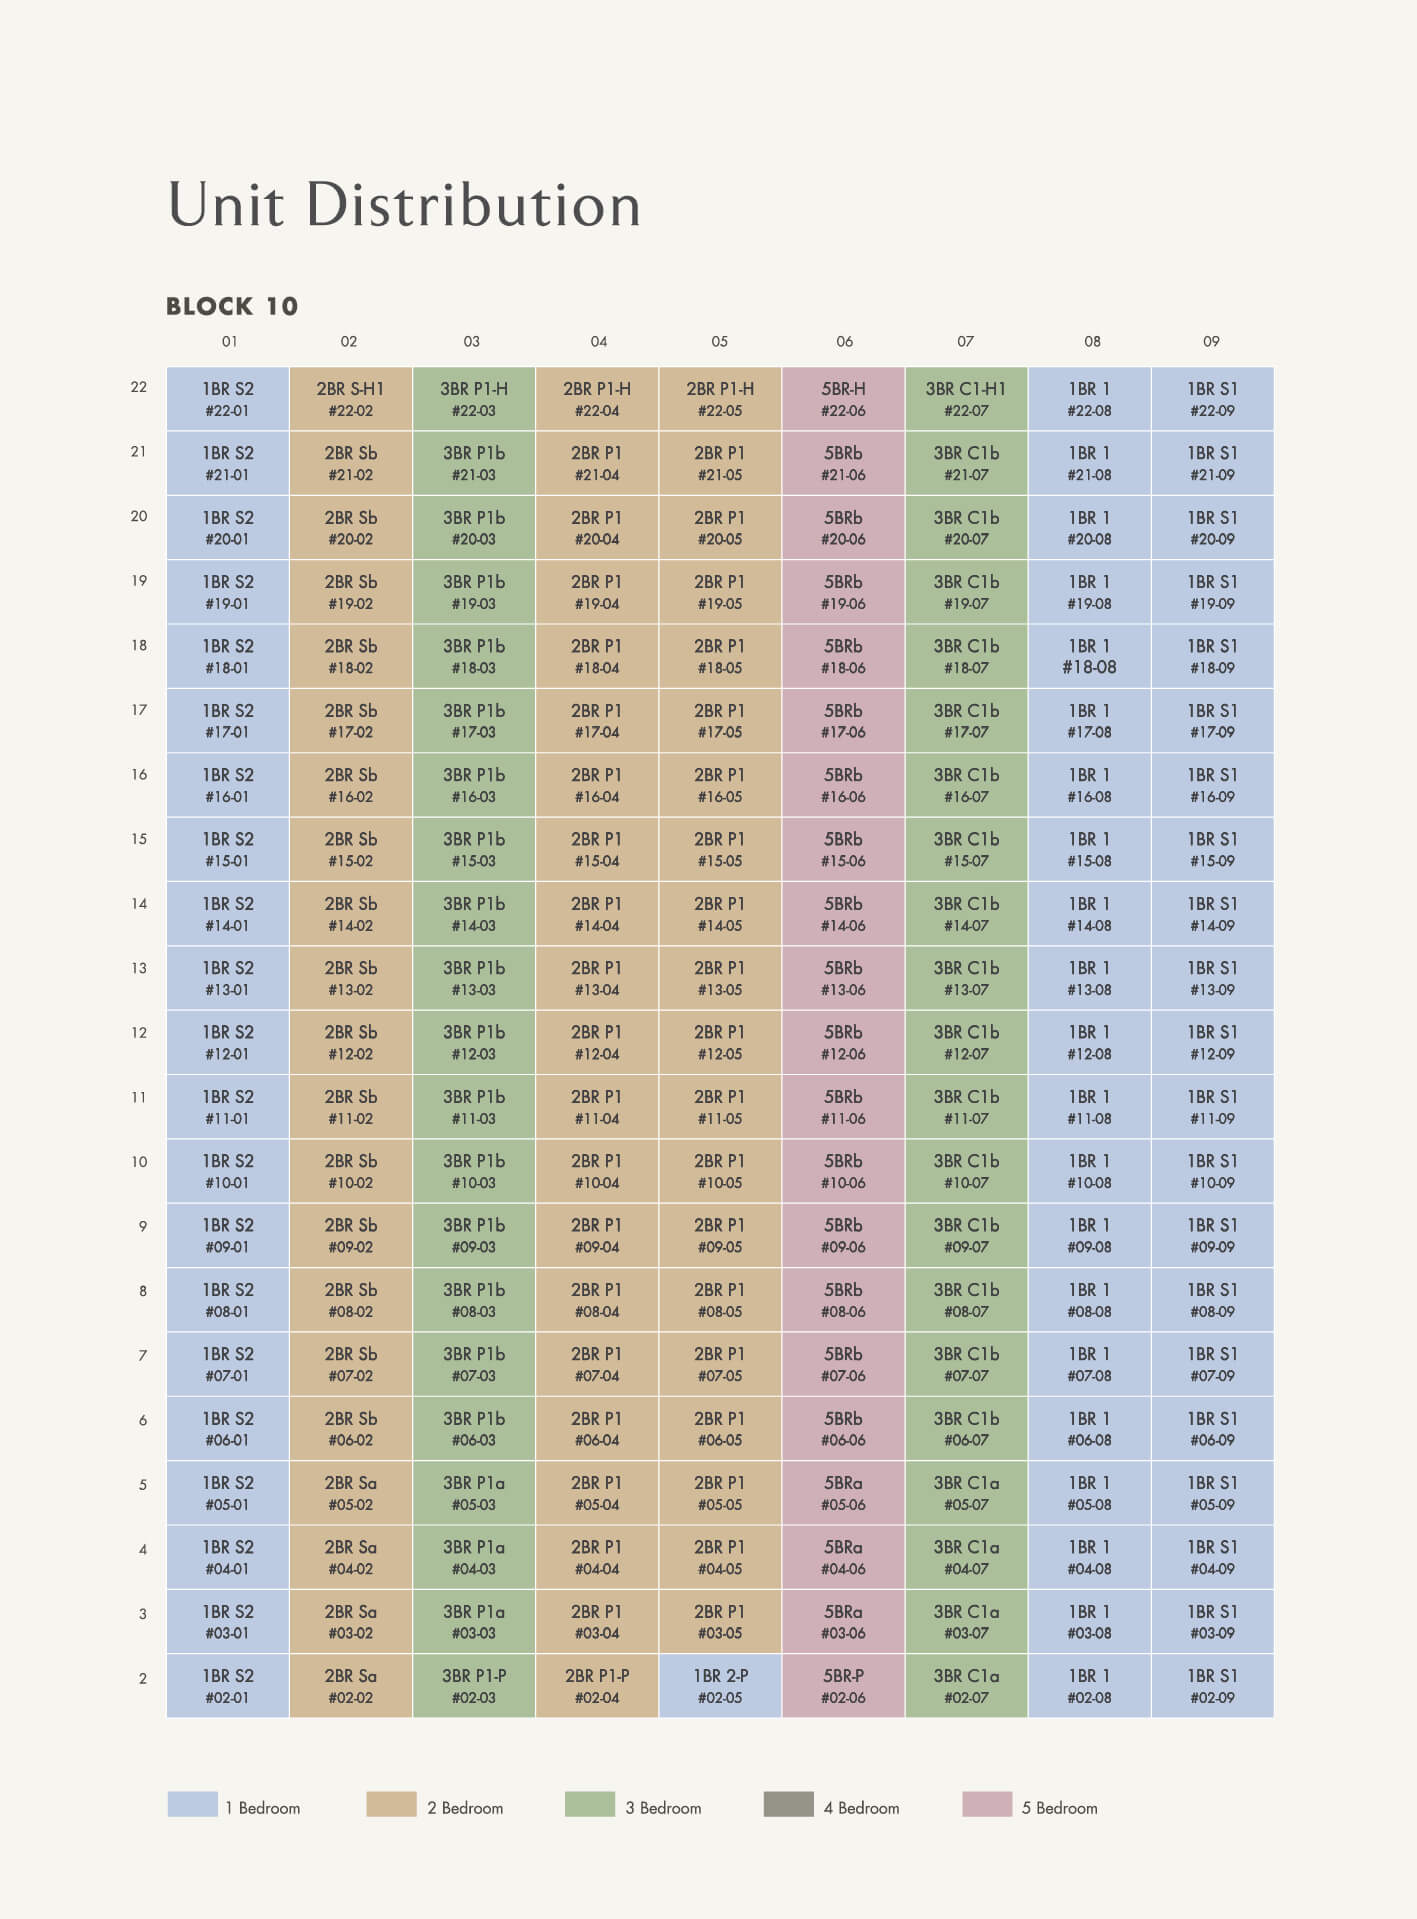 Unit Distribution
BLOCK 10
01 02 03 04 05 06 07 08 09
22 1BR S2 2BR S-H1 3BR P1-H 2BR P1-H 2BR P1-H 5BR-H 3BR C1-H1 1BR 1 1BR S1
#22-01 #22-02 #22-03 #22-04 #22-05 #22-06 #22-07 #22-08 #22-09
21 1BR S2 2BR Sb 3BR P1b 2BR P1 2BR P1 5BRb 3BR C1b 1BR 1 1BR S1
#21-01 #21-02 #21-03 #21-04 #21-05 #21-06 #21-07 #21-08 #21-09
20 1BR S2 2BR Sb 3BR P1b 2BR P1 2BR P1 5BRb 3BR C1b 1BR 1 1BR S1
#20-01 #20-02 #20-03 #20-04 #20-05 #20-06 #20-07 #20-08 #20-09
19 1BR S2 2BR Sb 3BR P1b 2BR P1 2BR P1 5BRb 3BR C1b 1BR 1 1BR S1
#19-01 #19-02 #19-03 #19-04 #19-05 #19-06 #19-07 #19-08 #19-09
18 1BR S2 2BR Sb 3BR P1b 2BR P1 2BR P1 5BRb 3BR C1b 1BR 1 1BR S1
#18-01 #18-02 #18-03 #18-04 #18-05 #18-06 #18-07 #18-08 #18-09
17 1BR S2 2BR Sb 3BR P1b 2BR P1 2BR P1 5BRb 3BR C1b 1BR 1 1BR S1
#17-01 #17-02 #17-03 #17-04 #17-05 #17-06 #17-07 #17-08 #17-09
16 1BR S2 2BR Sb 3BR P1b 2BR P1 2BR P1 5BRb 3BR C1b 1BR 1 1BR S1
#16-01 #16-02 #16-03 #16-04 #16-05 #16-06 #16-07 #16-08 #16-09
15 1BR S2 2BR Sb 3BR P1b 2BR P1 2BR P1 5BRb 3BR C1b 1BR 1 1BR S1
#15-01 #15-02 #15-03 #15-04 #15-05 #15-06 #15-07 #15-08 #15-09
14 1BR S2 2BR Sb 3BR P1b 2BR P1 2BR P1 5BRb 3BR C1b 1BR 1 1BR S1
#14-01 #14-02 #14-03 #14-04 #14-05 #14-06 #14-07 #14-08 #14-09
13 1BR S2 2BR Sb 3BR P1b 2BR P1 2BR P1 5BRb 3BR C1b 1BR 1 1BR S1
#13-01 #13-02 #13-03 #13-04 #13-05 #13-06 #13-07 #13-08 #13-09
12 1BR S2 2BR Sb 3BR P1b 2BR P1 2BR P1 5BRb 3BR C1b 1BR 1 1BR S1
#12-01 #12-02 #12-03 #12-04 #12-05 #12-06 #12-07 #12-08 #12-09
11 1BR S2 2BR Sb 3BR P1b 2BR P1 2BR P1 5BRb 3BR C1b 1BR 1 1BR S1
#11-01 #11-02 #11-03 #11-04 #11-05 #11-06 #11-07 #11-08 #11-09
10 1BR S2 2BR Sb 3BR P1b 2BR P1 2BR P1 5BRb 3BR C1b 1BR 1 1BR S1
#10-01 #10-02 #10-03 #10-04 #10-05 #10-06 #10-07 #10-08 #10-09
9 1BR S2 2BR Sb 3BR P1b 2BR P1 2BR P1 5BRb 3BR C1b 1BR 1 1BR S1
#09-01 #09-02 #09-03 #09-04 #09-05 #09-06 #09-07 #09-08 #09-09
8 1BR S2 2BR Sb 3BR P1b 2BR P1 2BR P1 5BRb 3BR C1b 1BR 1 1BR S1
#08-01 #08-02 #08-03 #08-04 #08-05 #08-06 #08-07 #08-08 #08-09
7 1BR S2 2BR Sb 3BR P1b 2BR P1 2BR P1 5BRb 3BR C1b 1BR 1 1BR S1
#07-01 #07-02 #07-03 #07-04 #07-05 #07-06 #07-07 #07-08 #07-09
6 1BR S2 2BR Sb 3BR P1b 2BR P1 2BR P1 5BRb 3BR C1b 1BR 1 1BR S1
#06-01 #06-02 #06-03 #06-04 #06-05 #06-06 #06-07 #06-08 #06-09
5 1BR S2 2BR Sa 3BR P1a 2BR P1 2BR P1 5BRa 3BR C1a 1BR 1 1BR S1
#05-01 #05-02 #05-03 #05-04 #05-05 #05-06 #05-07 #05-08 #05-09
4 1BR S2 2BR Sa 3BR P1a 2BR P1 2BR P1 5BRa 3BR C1a 1BR 1 1BR S1
#04-01 #04-02 #04-03 #04-04 #04-05 #04-06 #04-07 #04-08 #04-09
3 1BR S2 2BR Sa 3BR P1a 2BR P1 2BR P1 5BRa 3BR C1a 1BR 1 1BR S1
#03-01 #03-02 #03-03 #03-04 #03-05 #03-06 #03-07 #03-08 #03-09
2 1BR S2 2BR Sa 3BR P1-P 2BR P1-P 1BR 2-P 5BR-P 3BR C1a 1BR 1 1BR S1
#02-01 #02-02 #02-03 #02-04 #02-05 #02-06 #02-07 #02-08 #02-09
1 Bedroom 2 Bedroom 3 Bedroom 4 Bedroom 5 Bedroom